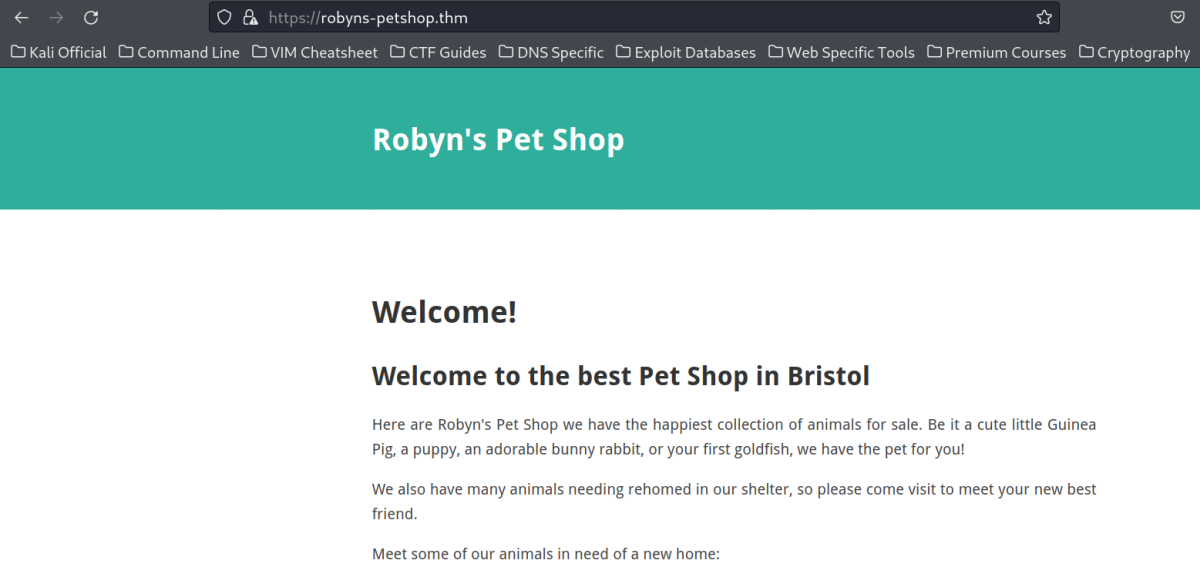 https://robyns-petshop.thm
Kali Official Command Line VIM Cheatsheet CTF Guides DNS Specific Exploit Databases Web Specific Tools Premium Courses Cryptography
Robyn's Pet Shop
Welcome!
Welcome to the best Pet Shop in Bristol
Here are Robyn's Pet Shop we have the happiest collection of animals for sale. Be it a cute little Guinea
Pig, a puppy, an adorable bunny rabbit, or your first goldfish, we have the pet for you!
We also have many animals needing rehomed in our shelter, so please come visit to meet your new best
friend.
Meet some of our animals in need of a new home: